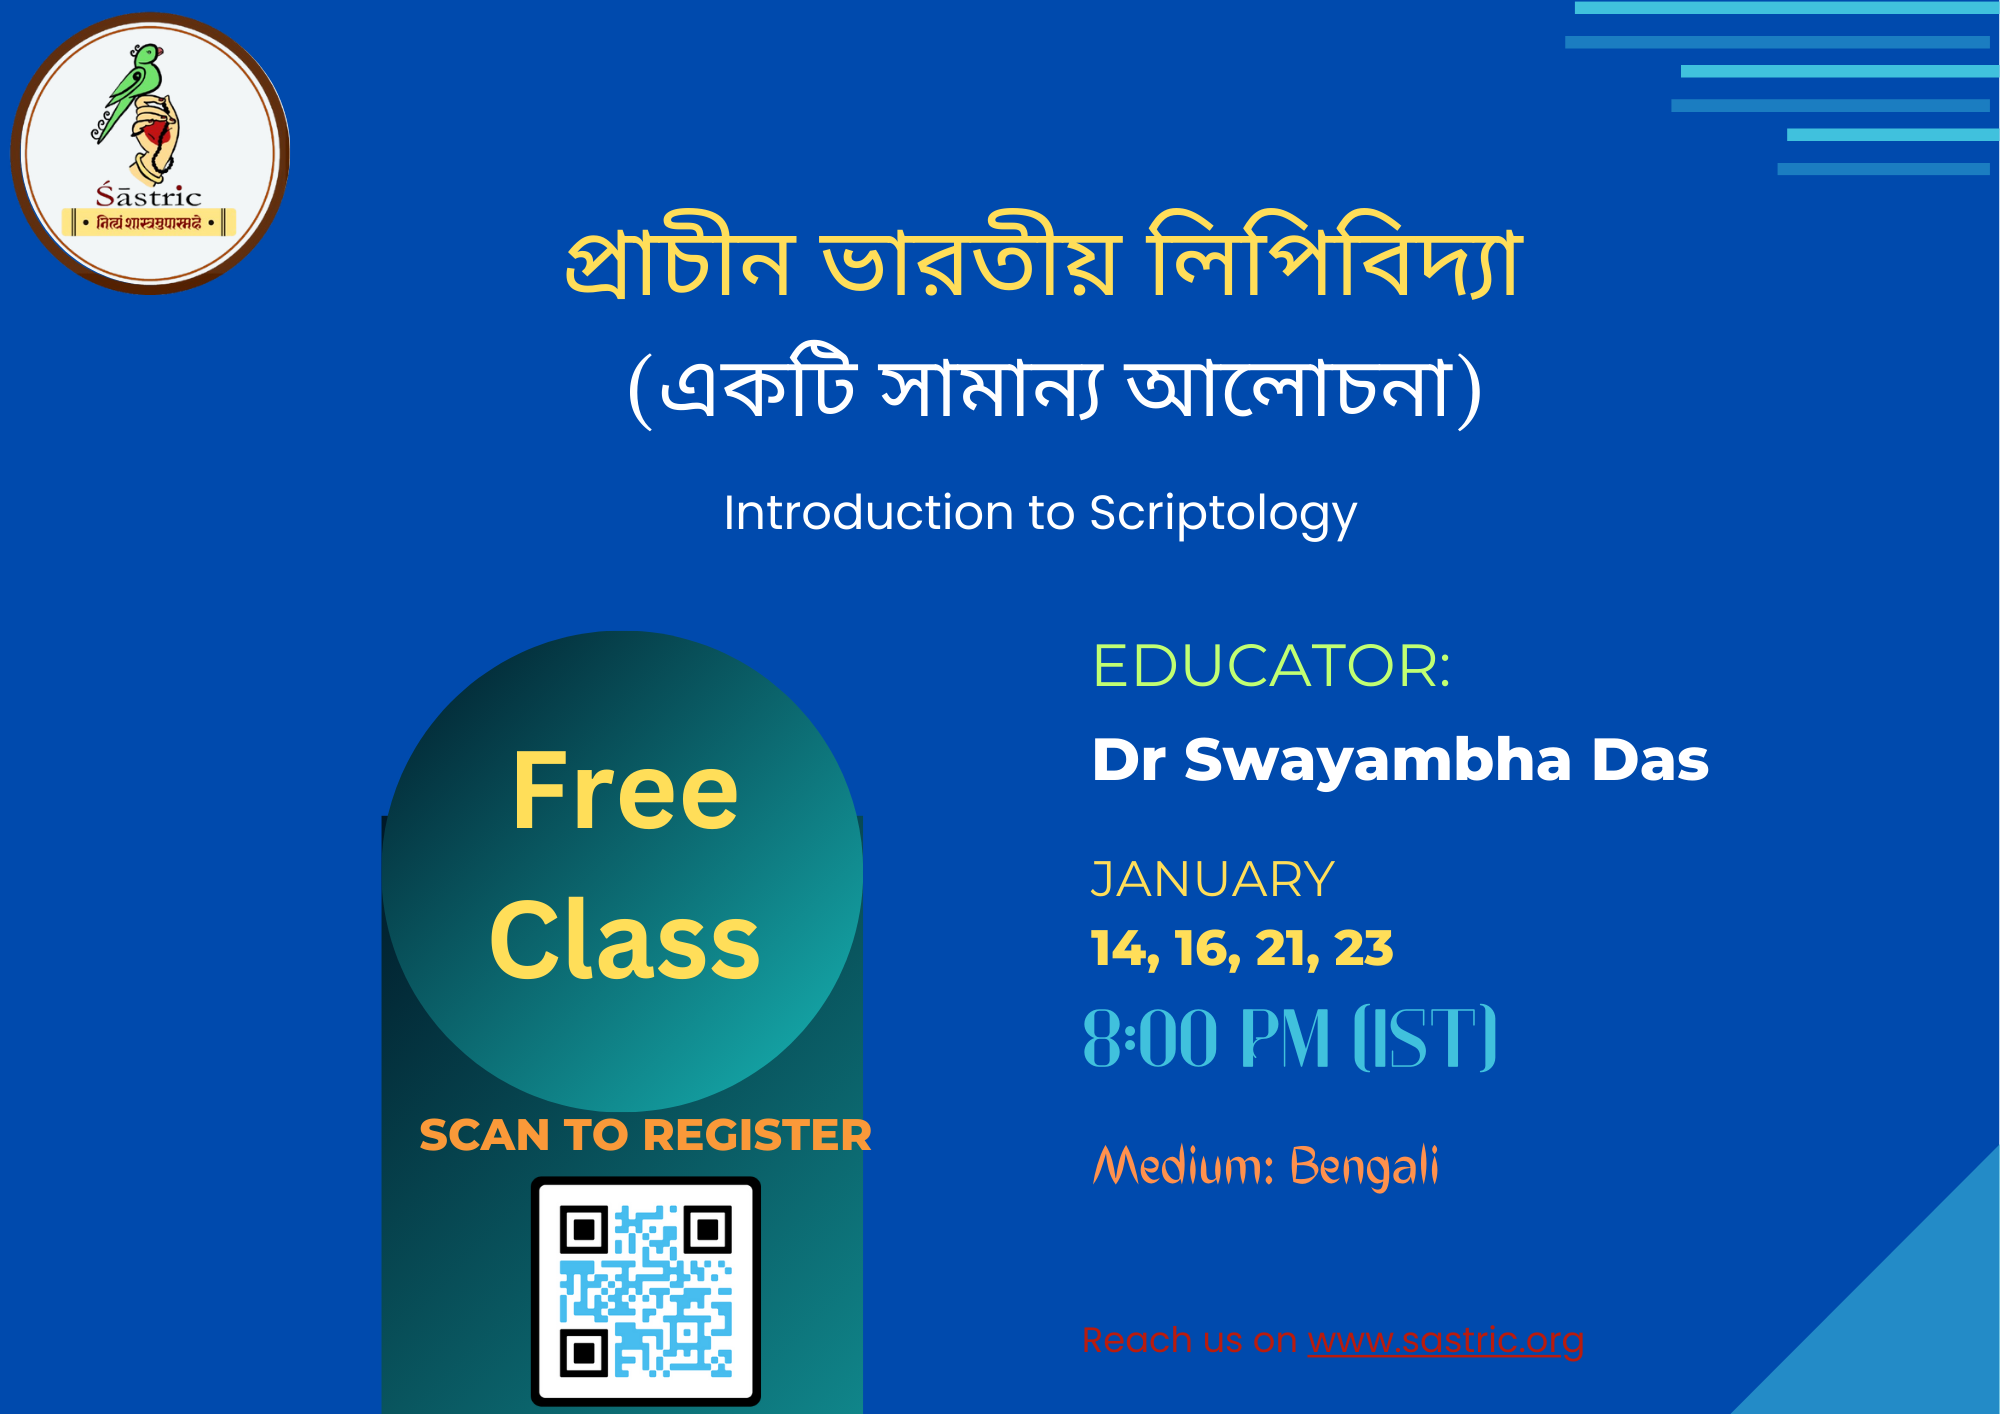 Śāstric
॥ • नित्यं शास्त्रमुपास्महे • ॥
প্রাচীন ভারতীয় লিপিবিদ্যা
(একটি সামান্য আলোচনা)
Introduction to Scriptology
Free
Class
SCAN TO REGISTER
EDUCATOR:
Dr Swayambha Das
JANUARY
14, 16, 21, 23
8:00 PM (IST)
Medium: Bengali
Reach us on www.sastric.org